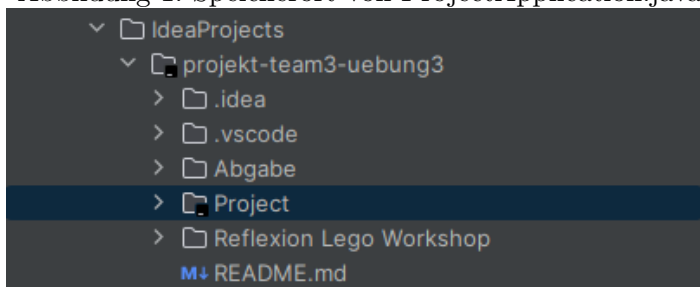 Abbildung 1: Speicherort von ProjectApplication.java
IdeaProjects
projekt-team3-uebung3
.idea
.vscode
Abgabe
Project
Reflexion Lego Workshop
M↓ README.md